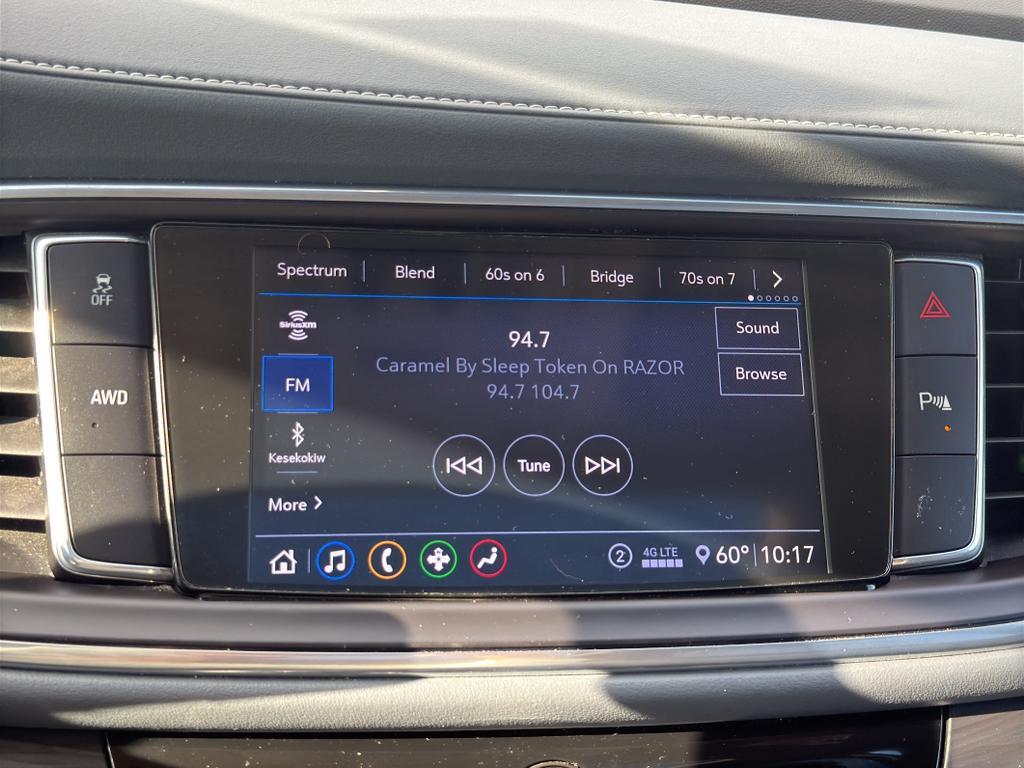 Spectrum Blend 60s on 6 Bridge 70s on 7
OFF
SiriusXM
94.7
Sound
Caramel By Sleep Token On RAZOR
94.7 104.7
Browse
FM
AWD
P
Kesekokiw
Tune
More
2 4G LTE 60° 10:17